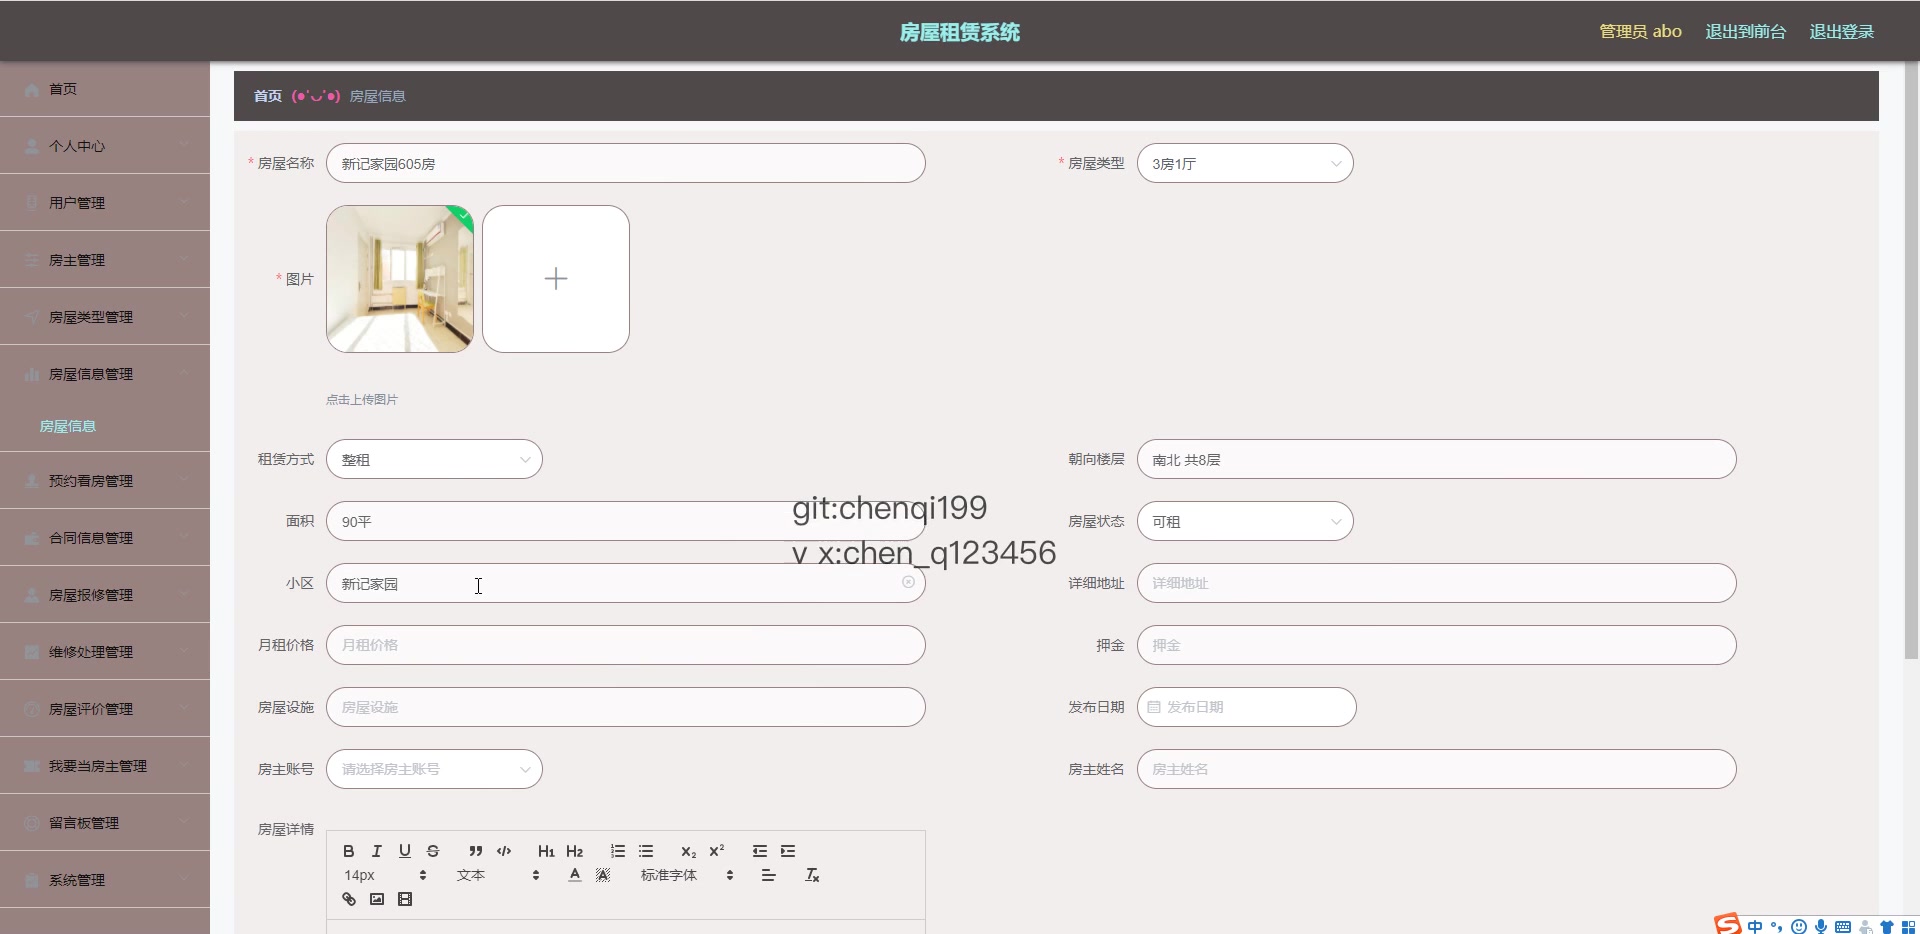 房屋租赁系统
管理员 abo 退出到前台 退出登录
首页
个人中心
用户管理
房主管理
房屋类型管理
房屋信息管理
房屋信息
预约看房管理
合同信息管理
房屋报修管理
维修处理管理
房屋评价管理
我要当房主管理
留言板管理
系统管理
首页 (●'◡'●) 房屋信息
* 房屋名称 新记家园605房
* 房屋类型 3房1厅
* 图片
点击上传图片
租赁方式 整租
朝向楼层 南北 共8层
面积 90平
房屋状态 可租
小区 新记家园
详细地址 详细地址
月租价格 月租价格
押金 押金
房屋设施 房屋设施
发布日期 发布日期
房主账号 请选择房主账号
房主姓名 房主姓名
房屋详情
B I U S ” </> H1 H2 X₂ X²
14px 文本 A A 标准字体
git:chenqi199
v x:chen_q123456
S 中